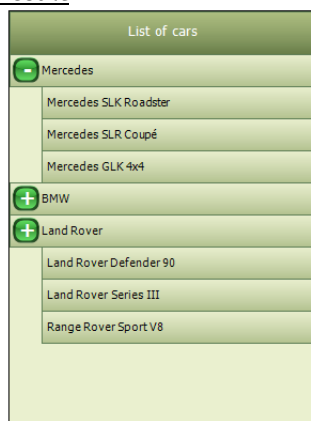 List of cars
Mercedes
Mercedes SLK Roadster
Mercedes SLR Coupé
Mercedes GLK 4x4
BMW
Land Rover
Land Rover Defender 90
Land Rover Series III
Range Rover Sport V8